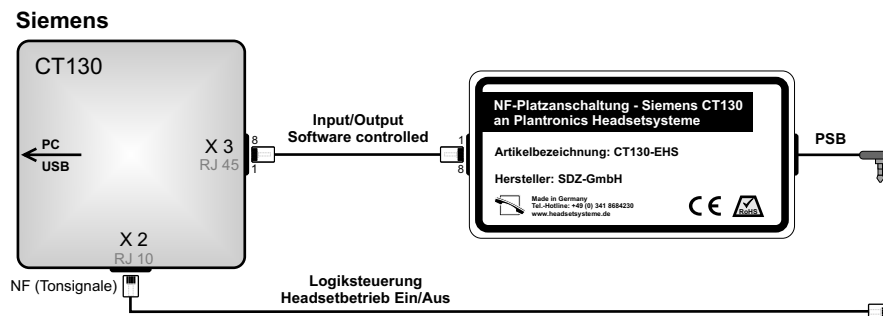 Siemens
CT130
PC
USB
X 3
RJ 45
8
1
X 2
RJ 10
NF (Tonsignale)
Input/Output
Software controlled
1
8
NF-Platzanschaltung - Siemens CT130
an Plantronics Headsetsysteme
Artikelbezeichnung: CT130-EHS
Hersteller: SDZ-GmbH
Made in Germany
Tel.-Hotline: +49 (0) 341 8684230
www.headsetsysteme.de
CE
RoHS
PSB
Logiksteuerung
Headsetbetrieb Ein/Aus